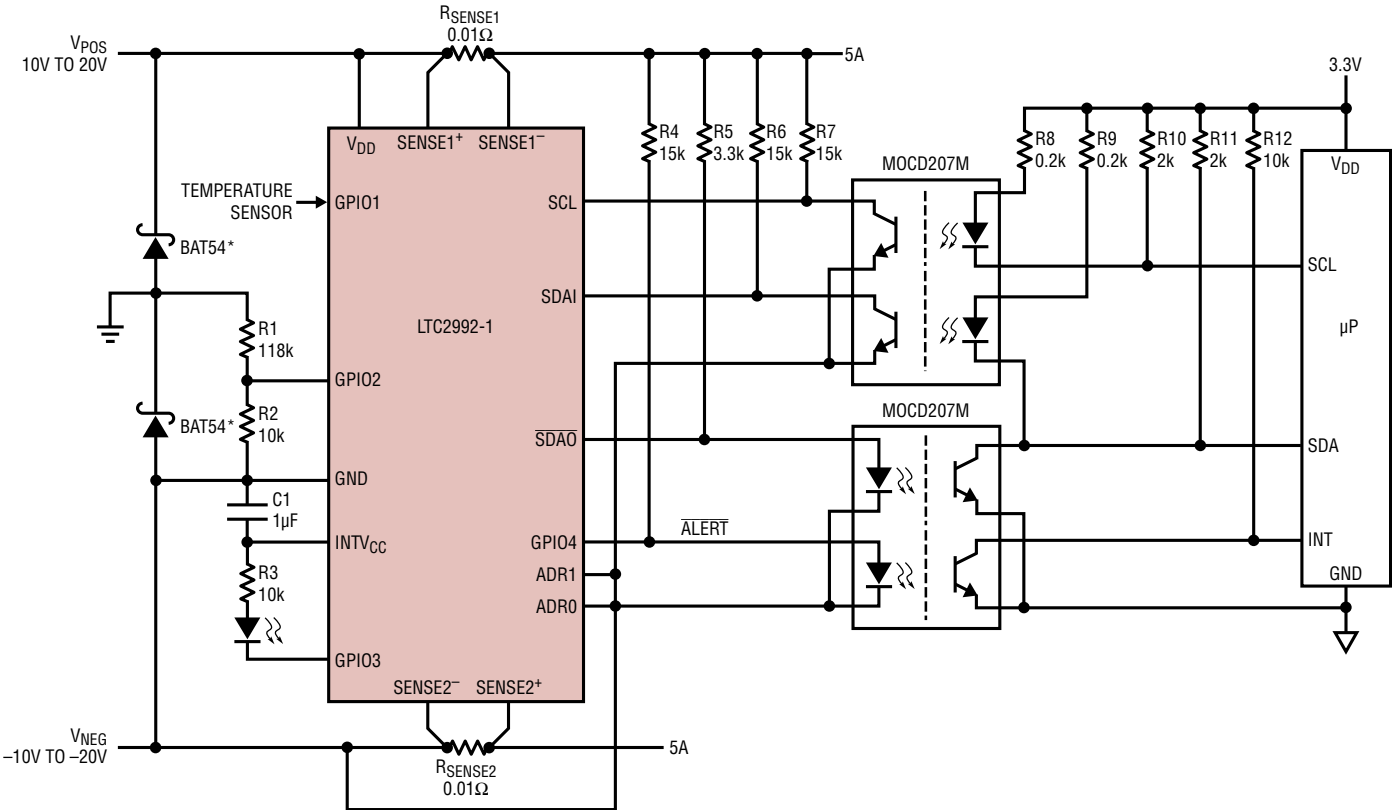 RSENSE1
0.01Ω
VPOS
10V TO 20V
5A
3.3V
VDD
SENSE1+
SENSE1–
R4
15k
R5
3.3k
R6
15k
R7
15k
MOCD207M
R8
0.2k
R9
0.2k
R10
2k
R11
2k
R12
10k
VDD
TEMPERATURE
SENSOR
GPIO1
SCL
BAT54*
SCL
SDAI
LTC2992-1
µP
R1
118k
GPIO2
MOCD207M
R2
10k
BAT54*
SDAO
SDA
GND
C1
1µF
ALERT
INTVCC
GPIO4
INT
R3
10k
ADR1
GND
ADR0
GPIO3
SENSE2–
SENSE2+
VNEG
–10V TO –20V
5A
RSENSE2
0.01Ω